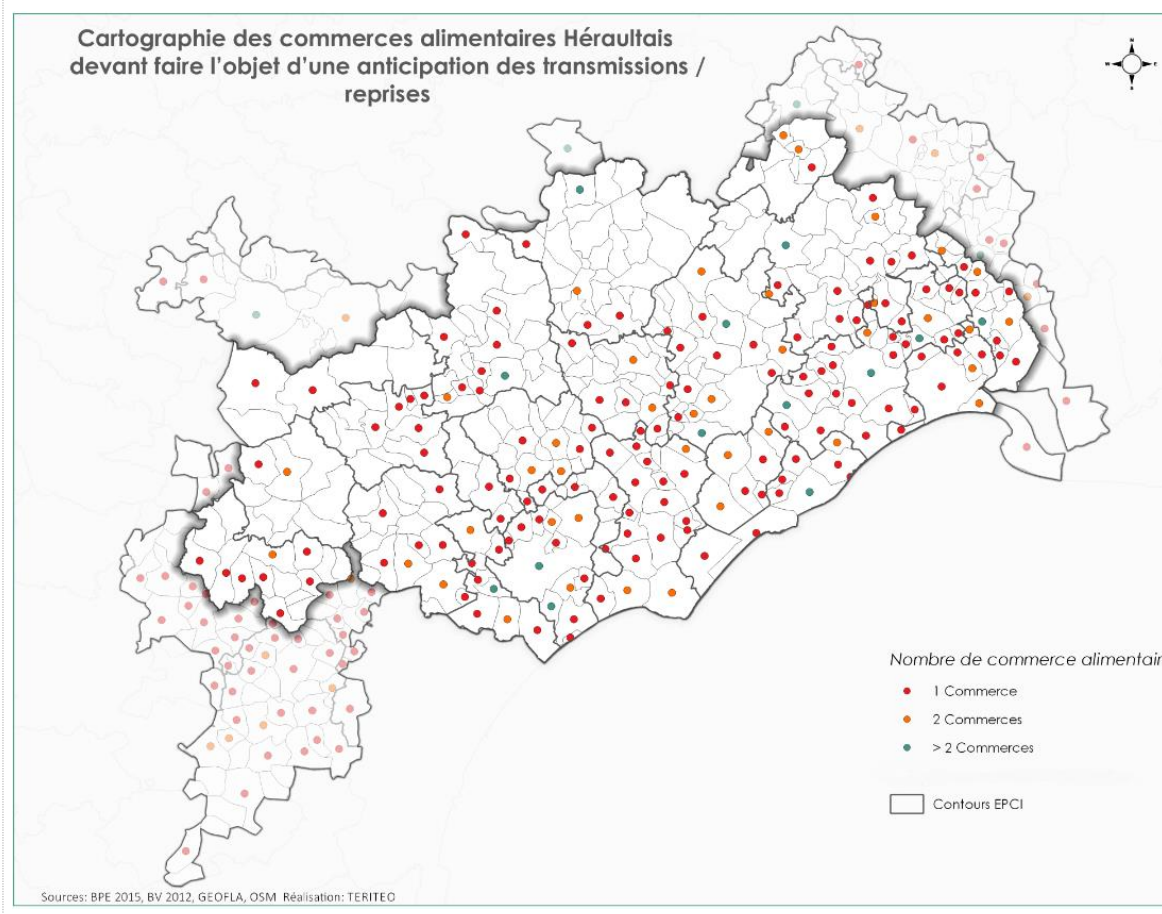 Cartographie des commerces alimentaires Héraultais
devant faire l'objet d'une anticipation des transmissions /
reprises
N
W E
S
Nombre de commerce alimentair
1 Commerce
2 Commerces
> 2 Commerces
Contours EPCI
Sources: BPE 2015, BV 2012, GEOFLA, OSM Réalisation: TERITEO